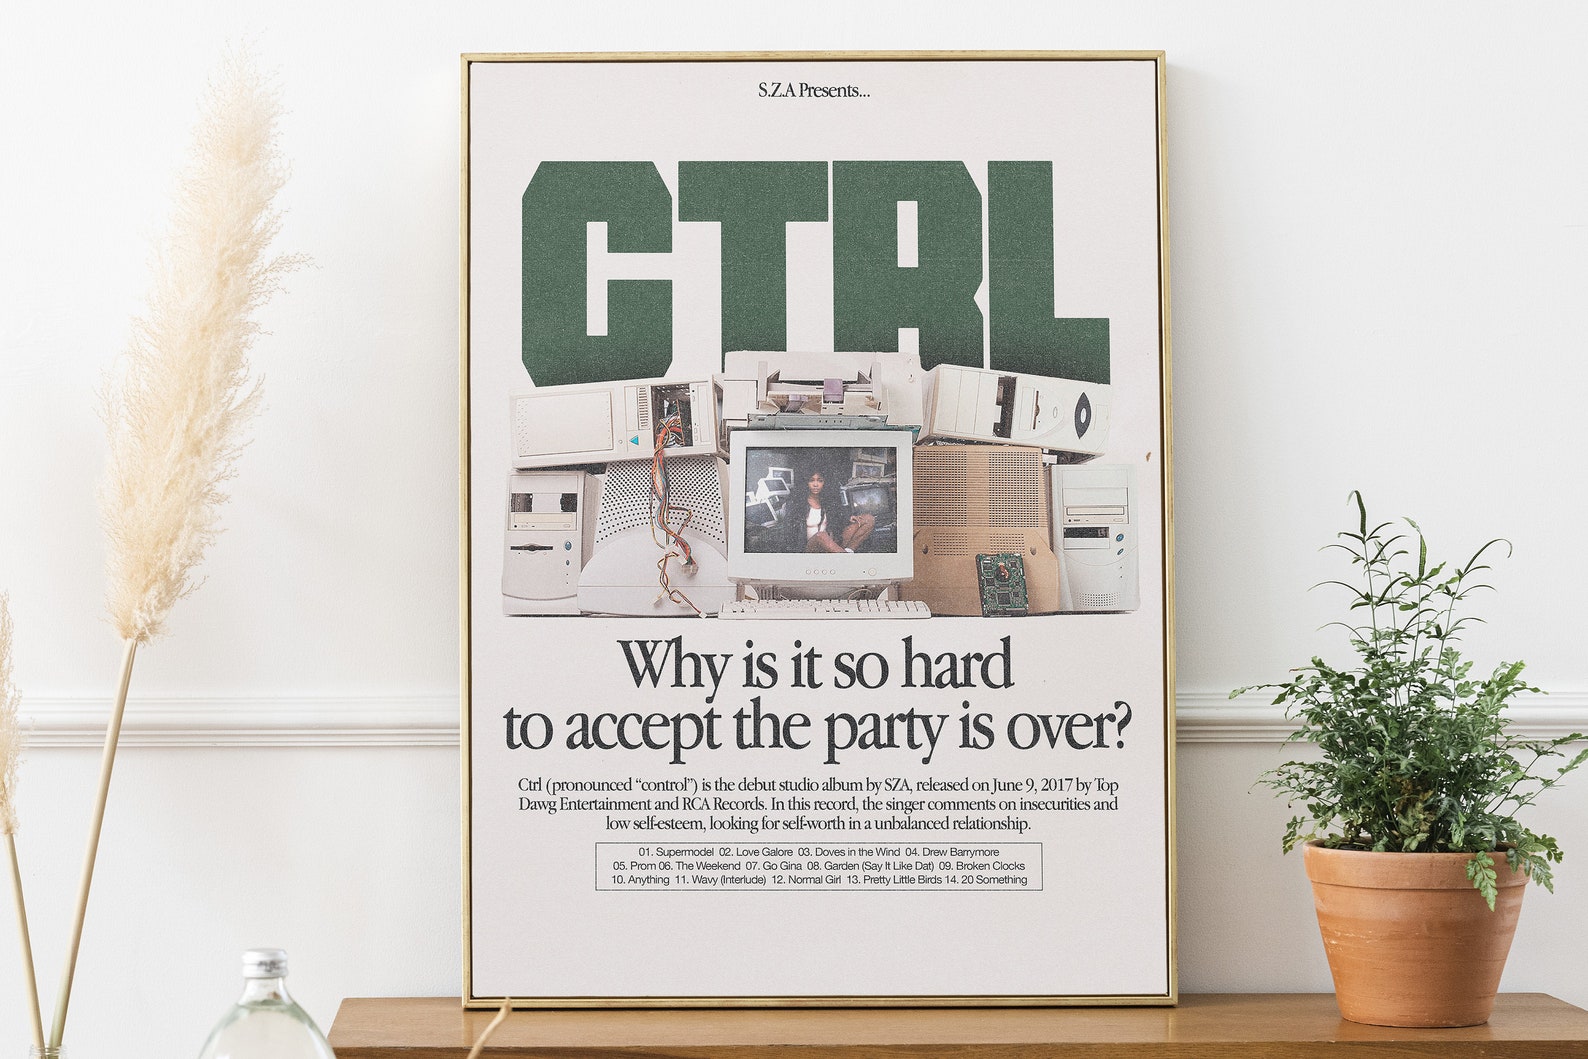 S.Z.A Presents...
CTRL
Why is it so hard
to accept the party is over?
Ctrl (pronounced “control”) is the debut studio album by SZA, released on June 9, 2017 by Top
Dawg Entertainment and RCA Records. In this record, the singer comments on insecurities and
low self-esteem, looking for self-worth in a unbalanced relationship.
01. Supermodel 02. Love Galore 03. Doves in the Wind 04. Drew Barrymore
05. Prom 06. The Weekend 07. Go Gina 08. Garden (Say It Like Dat) 09. Broken Clocks
10. Anything 11. Wavy (Interlude) 12. Normal Girl 13. Pretty Little Birds 14. 20 Something